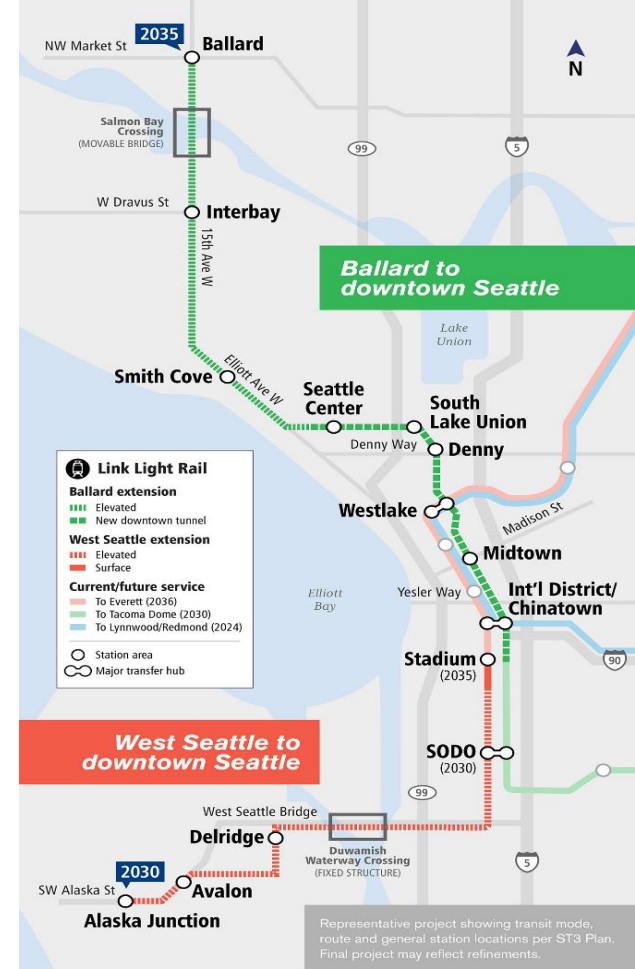 2035
NW Market St
Ballard
N
Salmon Bay
Crossing
(MOVABLE BRIDGE)
99
5
W Dravus St
Interbay
15th Ave W
Ballard to
downtown Seattle
Lake
Union
Smith Cove
Elliott Ave W
Seattle
Center
South
Lake Union
Denny Way
Denny
Link Light Rail
Ballard extension
Elevated
New downtown tunnel
West Seattle extension
Elevated
Surface
Current/future service
To Everett (2036)
To Tacoma Dome (2030)
To Lynnwood/Redmond (2024)
Station area
Major transfer hub
Westlake
Madison St
Midtown
Elliott
Bay
Yesler Way
Int'l District/
Chinatown
Stadium
(2035)
90
West Seattle to
downtown Seattle
SODO
(2030)
99
West Seattle Bridge
Delridge
Duwamish
Waterway Crossing
(FIXED STRUCTURE)
5
2030
SW Alaska St
Avalon
Alaska Junction
Representative project showing transit mode,
route and general station locations per ST3 Plan.
Final project may reflect refinements.